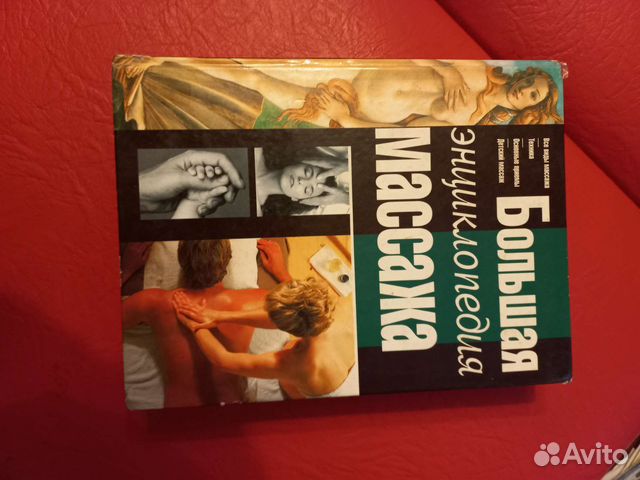 Все виды массажа
Техника
Основные приемы
Детский массаж
Большая
энциклопедия
Массажа
Avito